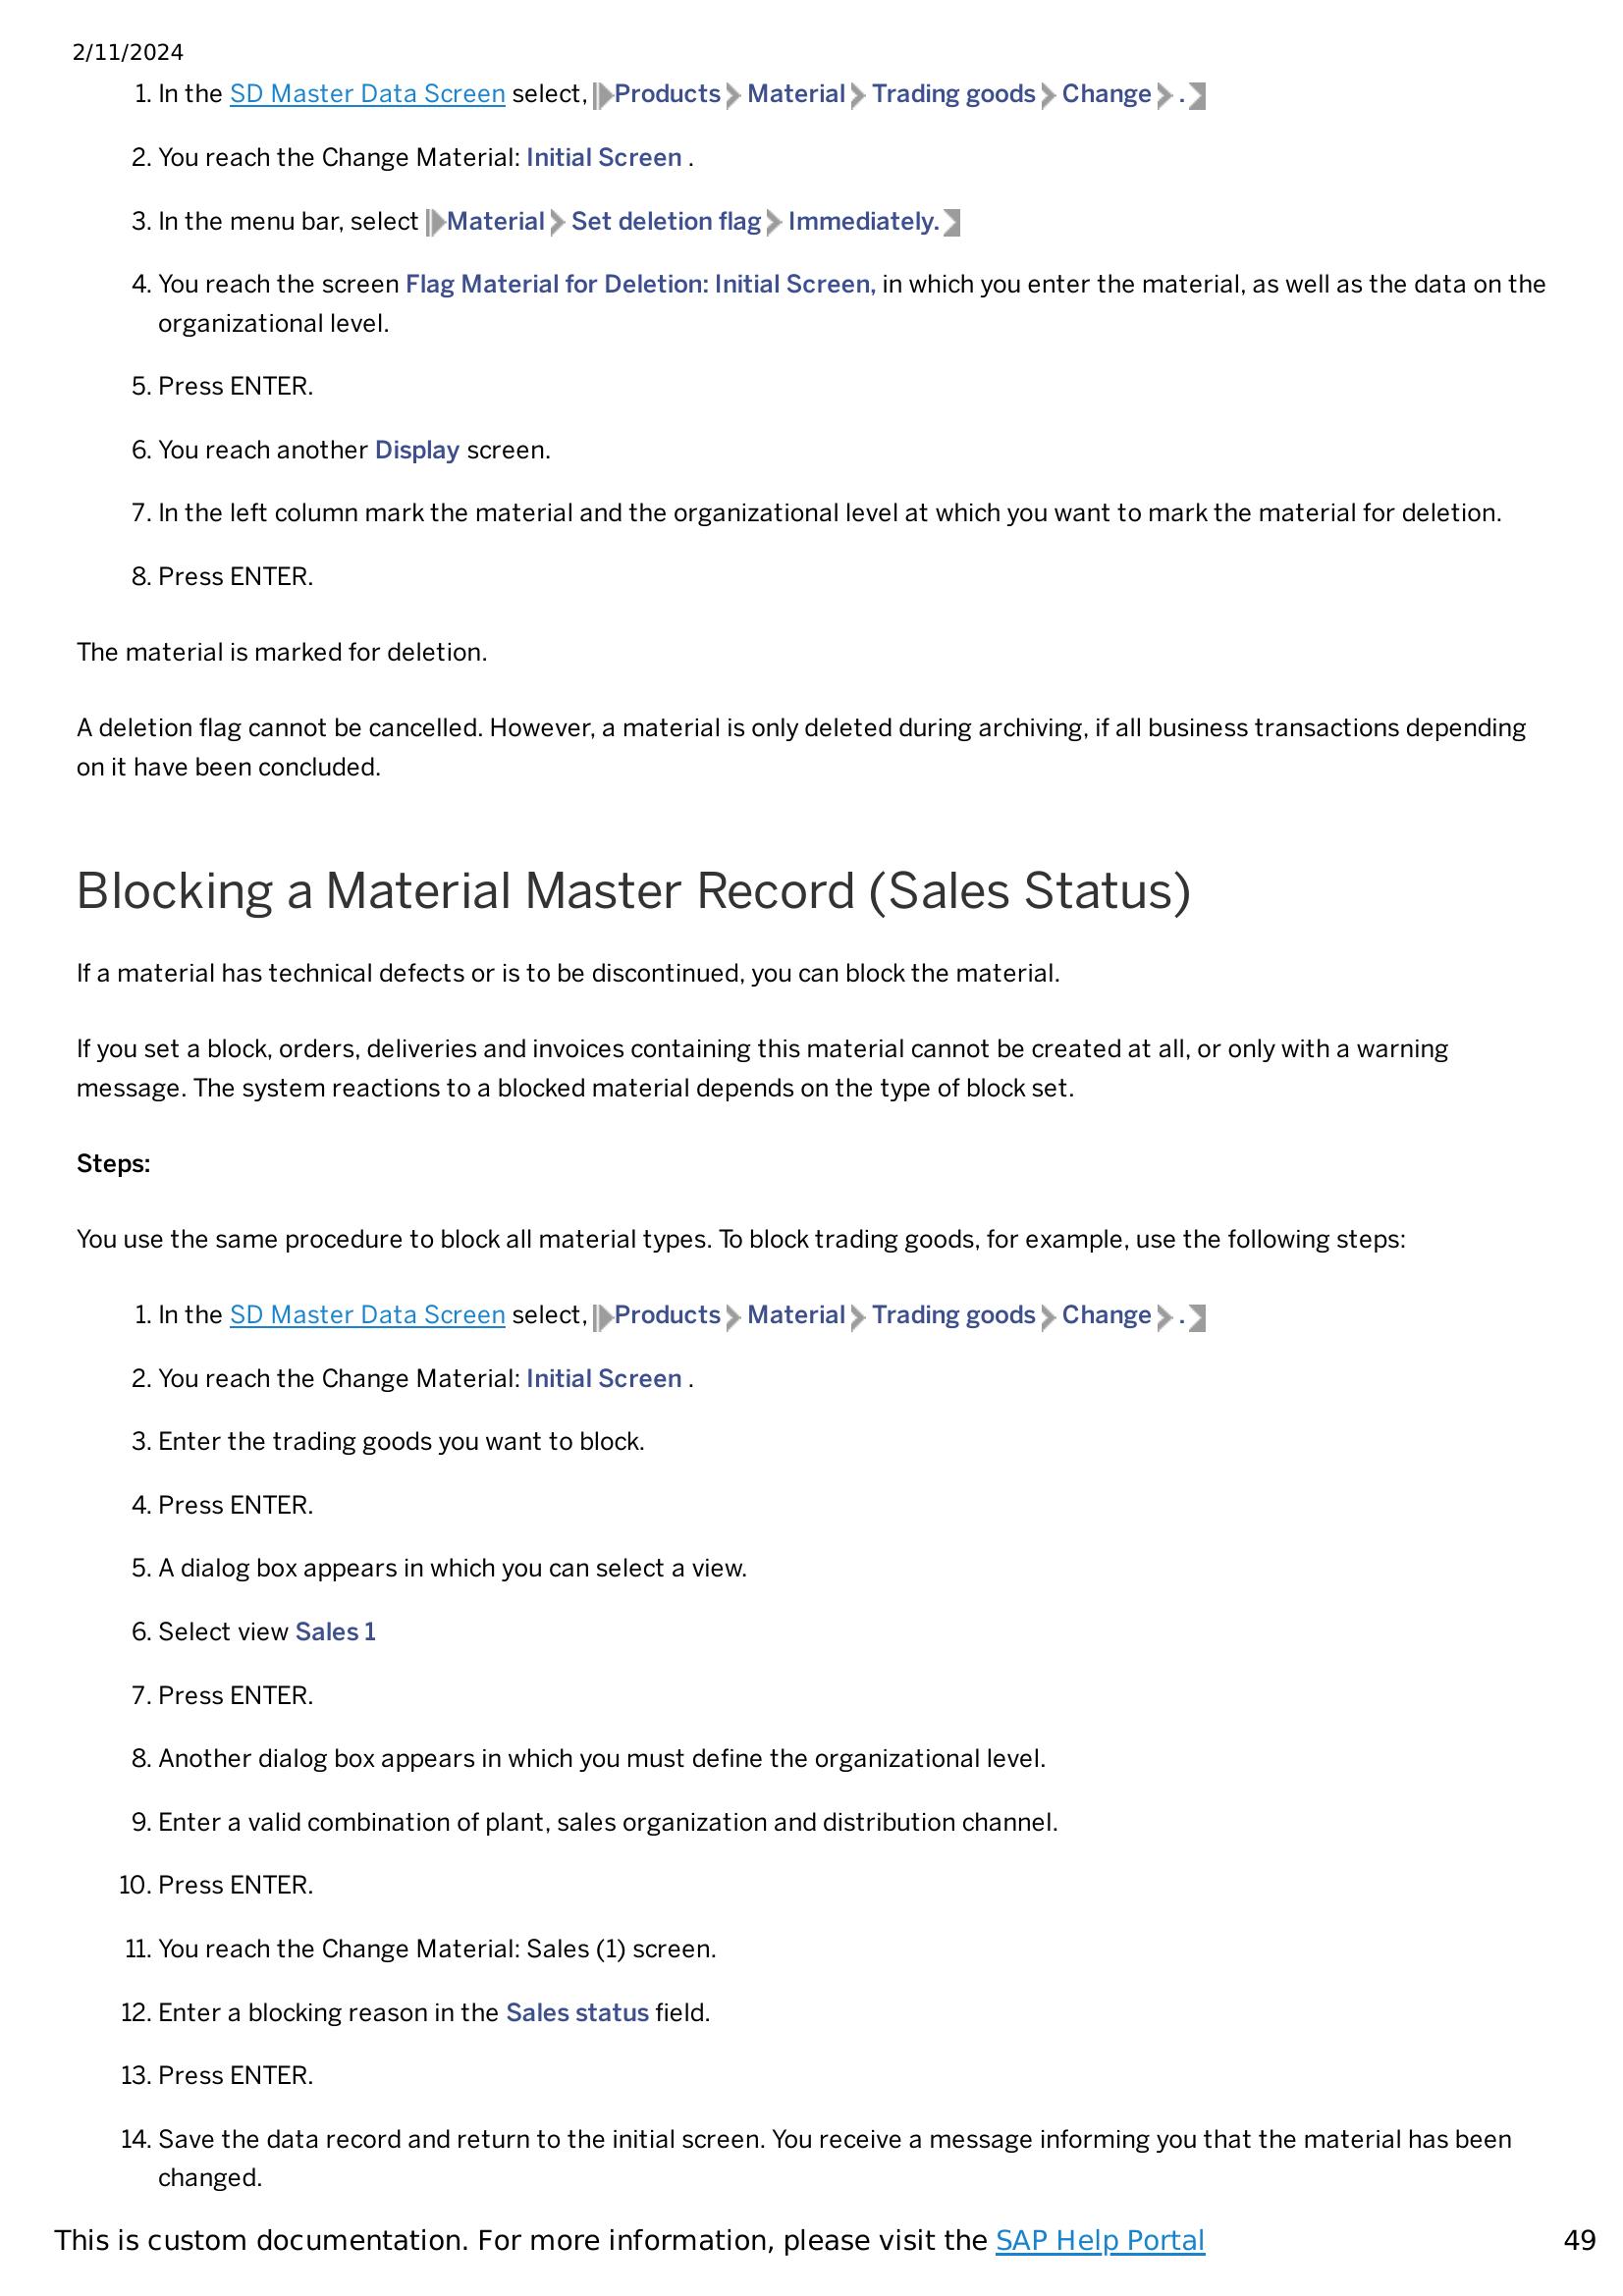 2/11/2024
1. In the SD Master Data Screen select, Products > Material > Trading goods > Change > .
2. You reach the Change Material: Initial Screen .
3. In the menu bar, select Material > Set deletion flag > Immediately.
4. You reach the screen Flag Material for Deletion: Initial Screen, in which you enter the material, as well as the data on the
organizational level.
5. Press ENTER.
6. You reach another Display screen.
7. In the left column mark the material and the organizational level at which you want to mark the material for deletion.
8. Press ENTER.
The material is marked for deletion.
A deletion flag cannot be cancelled. However, a material is only deleted during archiving, if all business transactions depending
on it have been concluded.
Blocking a Material Master Record (Sales Status)
If a material has technical defects or is to be discontinued, you can block the material.
If you set a block, orders, deliveries and invoices containing this material cannot be created at all, or only with a warning
message. The system reactions to a blocked material depends on the type of block set.
Steps:
You use the same procedure to block all material types. To block trading goods, for example, use the following steps:
1. In the SD Master Data Screen select, Products > Material > Trading goods > Change > .
2. You reach the Change Material: Initial Screen .
3. Enter the trading goods you want to block.
4. Press ENTER.
5. A dialog box appears in which you can select a view.
6. Select view Sales 1
7. Press ENTER.
8. Another dialog box appears in which you must define the organizational level.
9. Enter a valid combination of plant, sales organization and distribution channel.
10. Press ENTER.
11. You reach the Change Material: Sales (1) screen.
12. Enter a blocking reason in the Sales status field.
13. Press ENTER.
14. Save the data record and return to the initial screen. You receive a message informing you that the material has been
changed.
This is custom documentation. For more information, please visit the SAP Help Portal 49